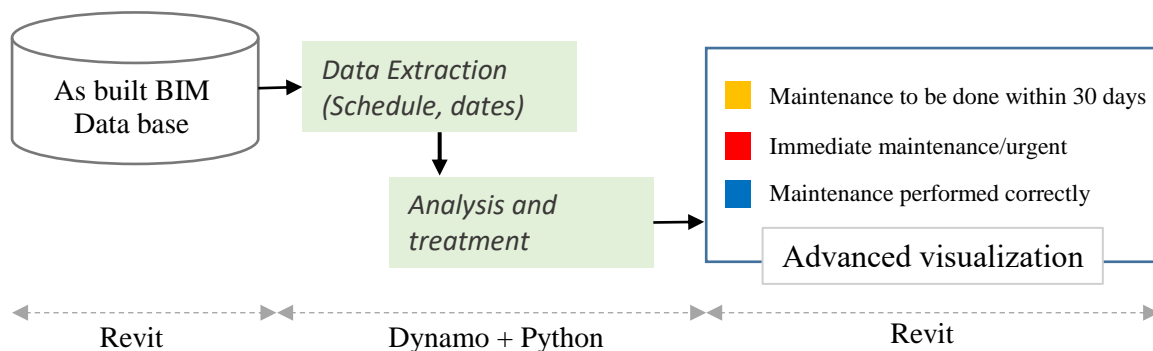 As built BIM
Data base
Data Extraction
(Schedule, dates)
Analysis and
treatment
Maintenance to be done within 30 days
Immediate maintenance/urgent
Maintenance performed correctly
Advanced visualization
Revit
Dynamo + Python
Revit